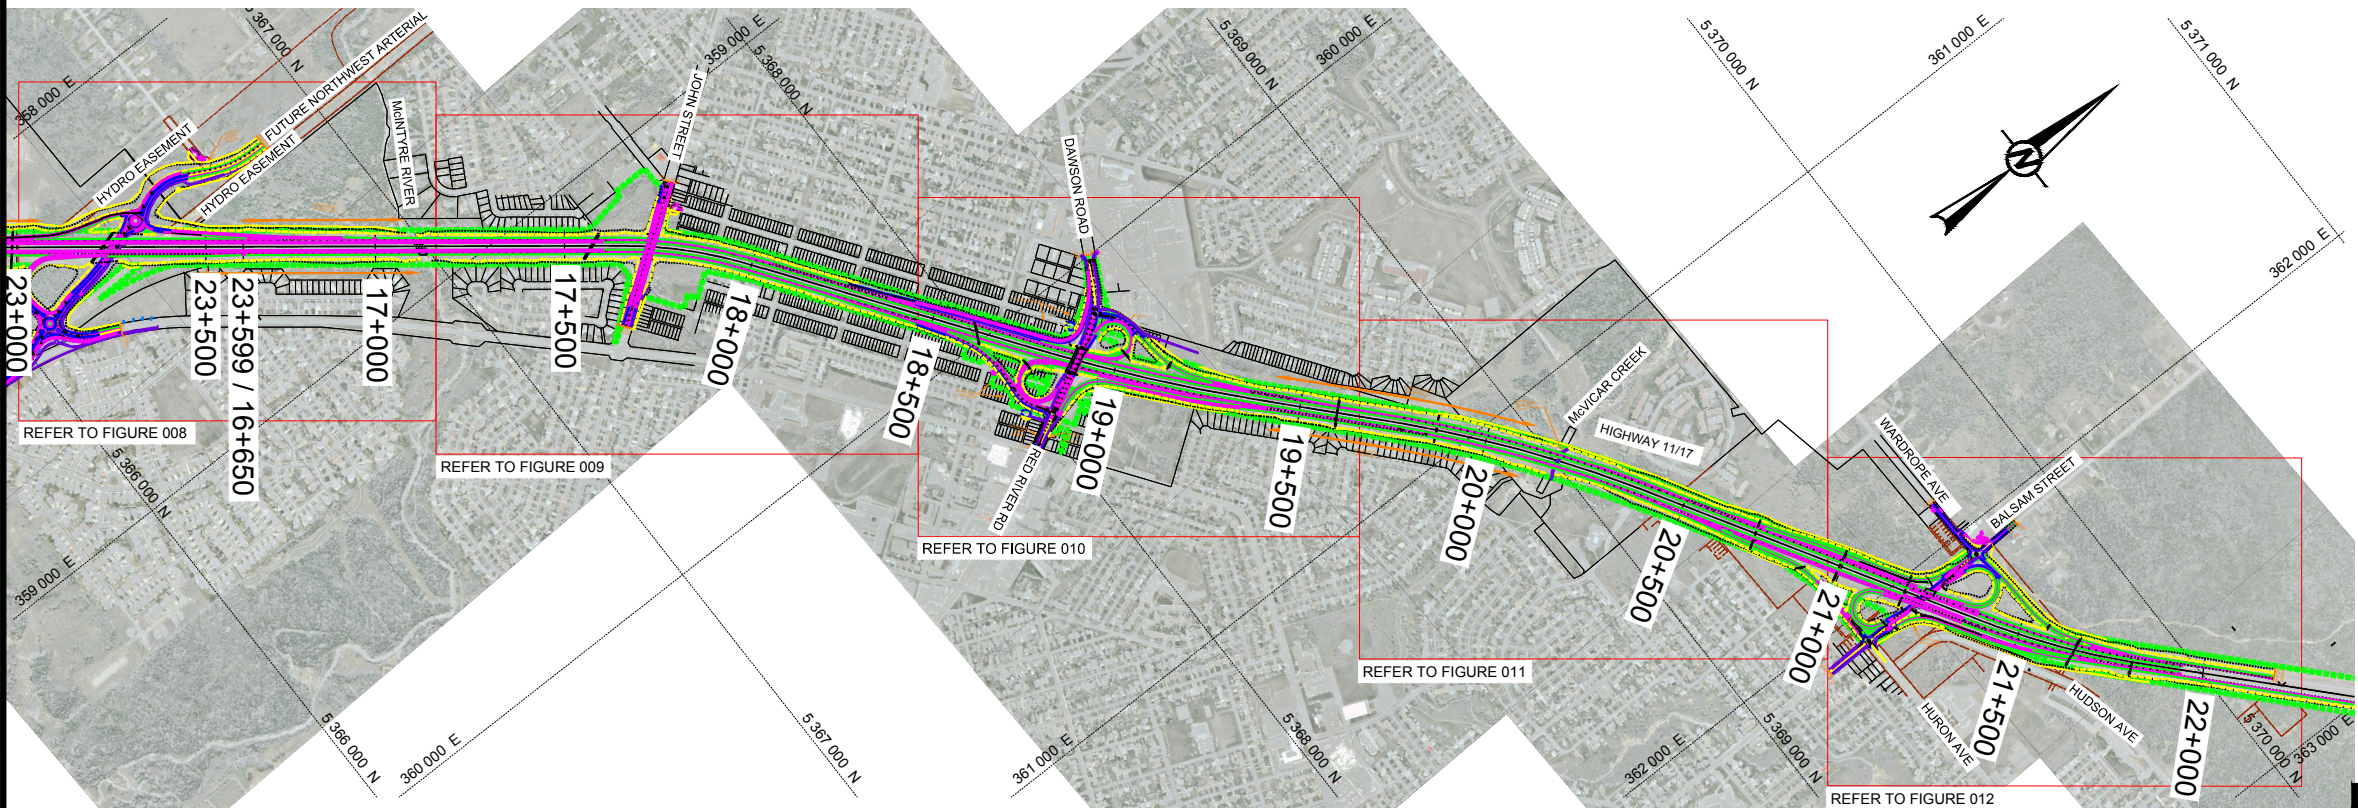 5 367 000 N
FUTURE NORTHWEST ARTERIAL
358 000 E
HYDRO EASEMENT
HYDRO EASEMENT
McINTYRE RIVER
JOHN STREET
359 000 E
5 368 000 N
DAWSON ROAD
5 369 000 N
360 000 E
5 370 000 N
361 000 E
5 371 000 N
N
362 000 E
23+000
23+500
23+599 / 16+650
17+000
17+500
18+000
18+500
19+000
19+500
20+000
20+500
21+000
21+500
22+000
RED RIVER RD
McVICAR CREEK
HIGHWAY 11/17
WARDROPE AVE
BALSAM STREET
HURON AVE
HUDSON AVE
REFER TO FIGURE 008
REFER TO FIGURE 009
REFER TO FIGURE 010
REFER TO FIGURE 011
REFER TO FIGURE 012
5 366 000 N
359 000 E
5 366 000 N
360 000 E
5 367 000 N
361 000 E
5 368 000 N
362 000 E
5 369 000 N
5 370 000 N
363 000 E